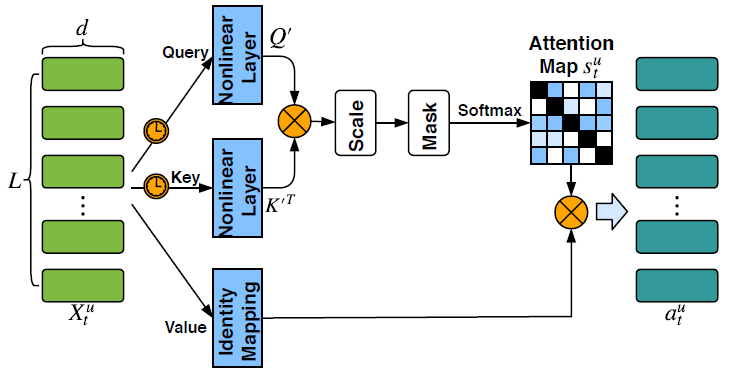 d
L
X_t^u
Query
Key
Value
Nonlinear
Layer
Q'
Nonlinear
Layer
K'^T
Identity
Mapping
Scale
Mask
Softmax
Attention
Map s_t^u
a_t^u